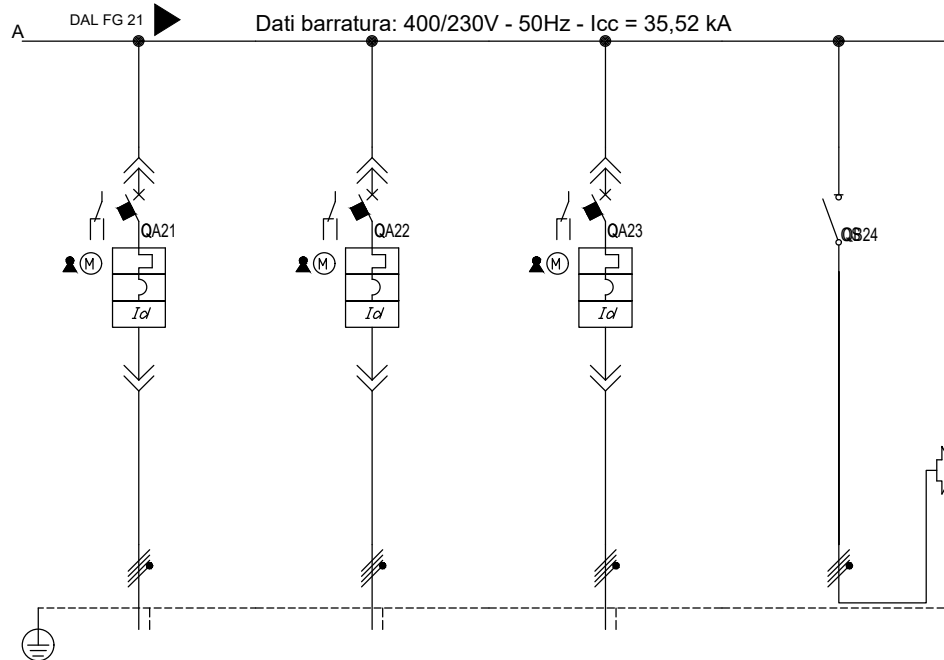 DAL FG 21
Dati barratura: 400/230V - 50Hz - Icc = 35,52 kA
A
QA21
QA22
QA23
M
M
M
Id
Id
Id